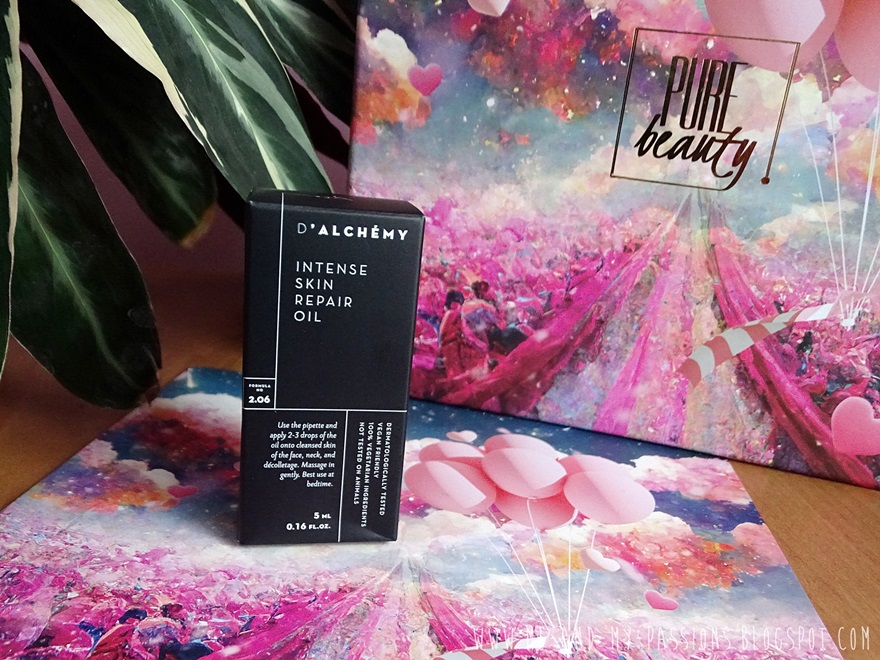 PURE
beauty
D'ALCHÉMY
INTENSE
SKIN
REPAIR
OIL
FORMULA
NO
2.06
Use the pipette and
apply 2-3 drops of the
oil onto cleansed skin
of the face, neck, and
décolletage. Massage in
gently. Best use at
bedtime.
5 ML
0.16 FL.OZ.
DERMATOLOGICALLY TESTED
VEGAN FRIENDLY
100% VEGETARIAN INGREDIENTS
NOT TESTED ON ANIMALS